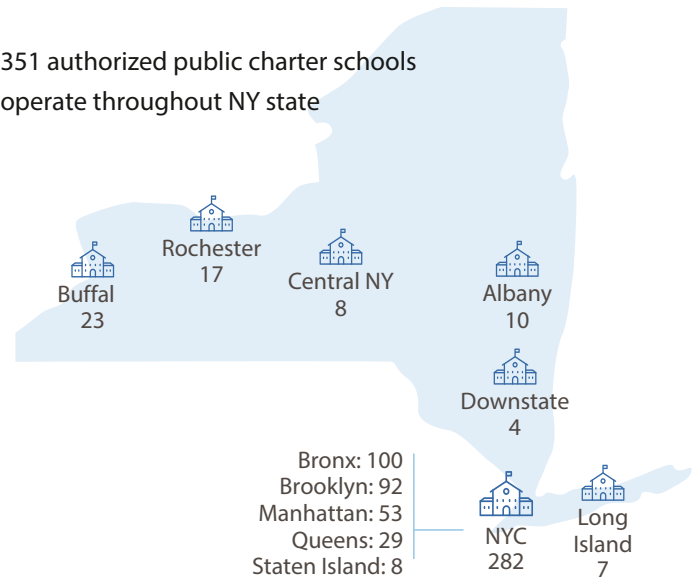 351 authorized public charter schools
operate throughout NY state
Rochester
17
Buffal
23
Central NY
8
Albany
10
Downstate
4
Bronx: 100
Brooklyn: 92
Manhattan: 53
Queens: 29
Staten Island: 8
NYC
282
Long
Island
7